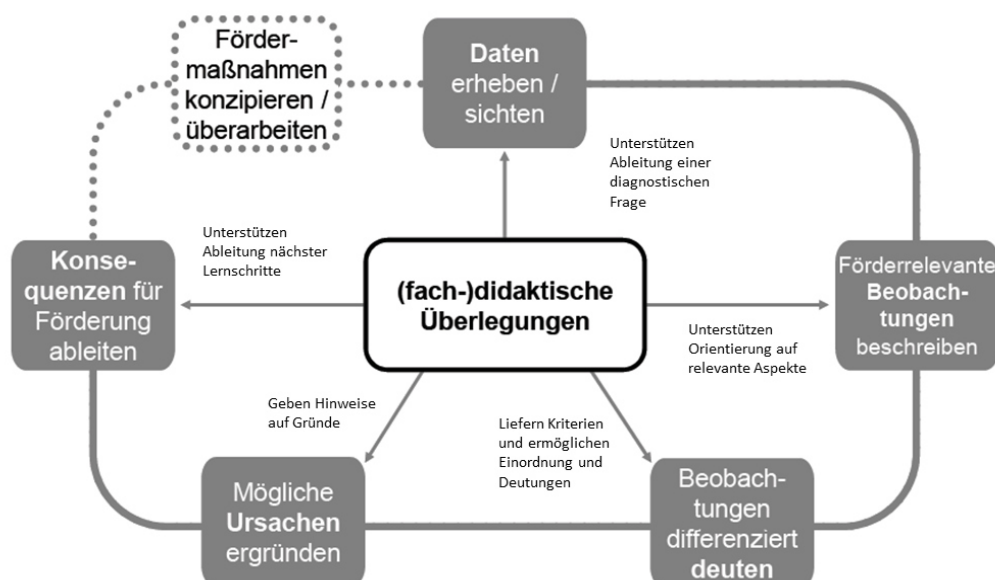 Förder-
maßnahmen
konzipieren /
überarbeiten
Daten
erheben /
sichten
Unterstützen
Ableitung einer
diagnostischen
Frage
Unterstützen
Ableitung nächster
Lernschritte
Konse-
quenzen für
Förderung
ableiten
(fach-)didaktische
Überlegungen
Förderrelevante
Beobach-
tungen
beschreiben
Unterstützen
Orientierung auf
relevante Aspekte
Geben Hinweise
auf Gründe
Liefern Kriterien
und ermöglichen
Einordnung und
Deutungen
Mögliche
Ursachen
ergründen
Beobach-
tungen
differenziert
deuten